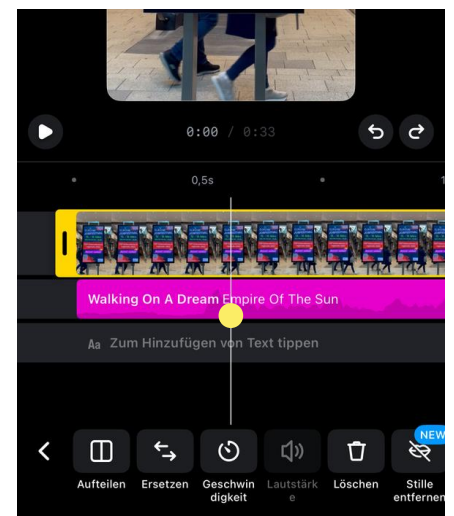 0:00 / 0:33
0,5s
1
Walking On A Dream Empire Of The Sun
Aa Zum Hinzufügen von Text tippen
NEW
Aufteilen
Ersetzen
Geschwin
digkeit
Lautstärk
e
Löschen
Stille
entfernen